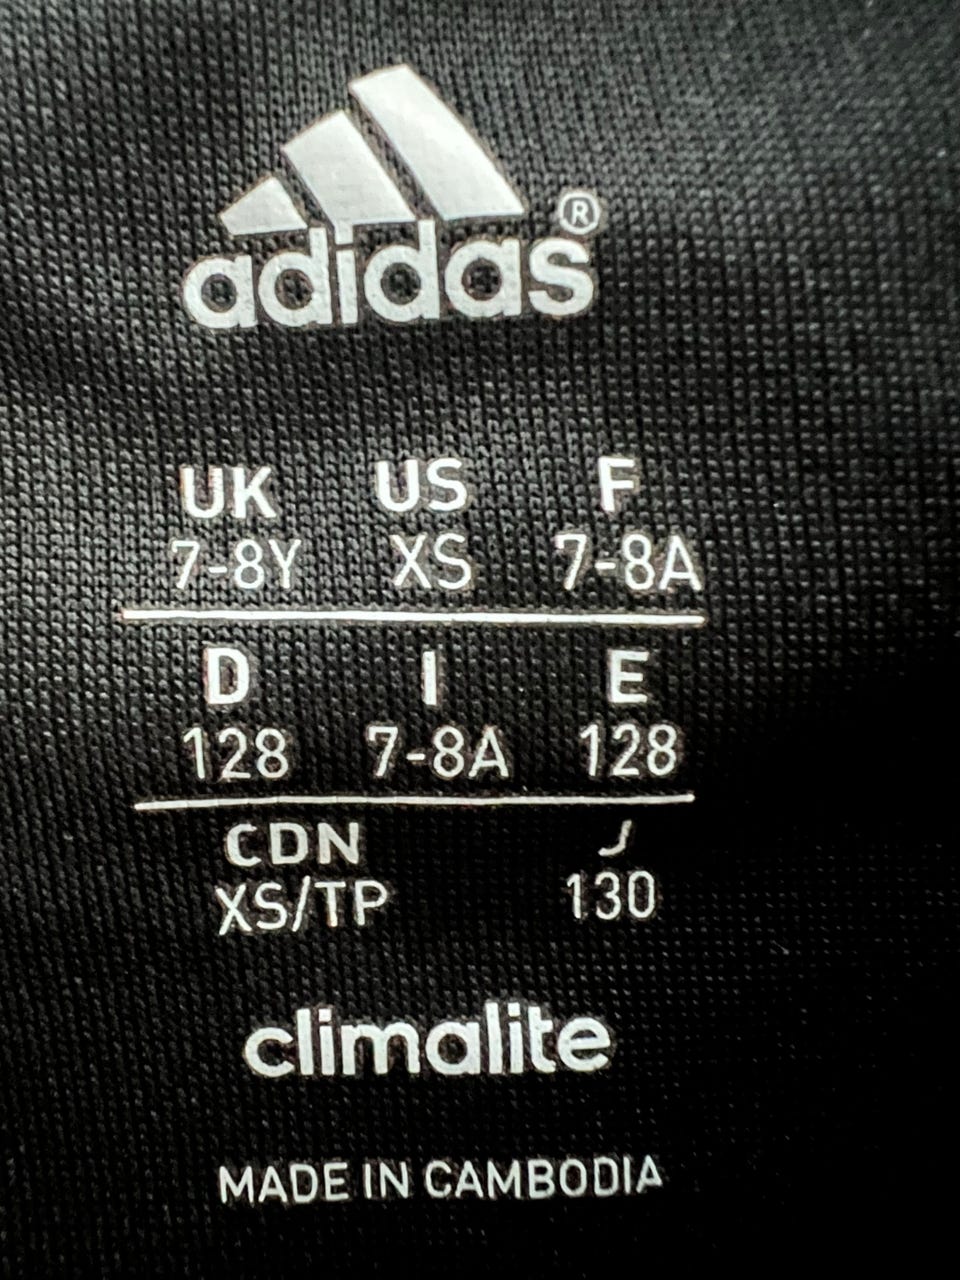 adidas®
UK US F
7-8Y XS 7-8A
D I E
128 7-8A 128
CDN J
XS/TP 130
climalite
MADE IN CAMBODIA